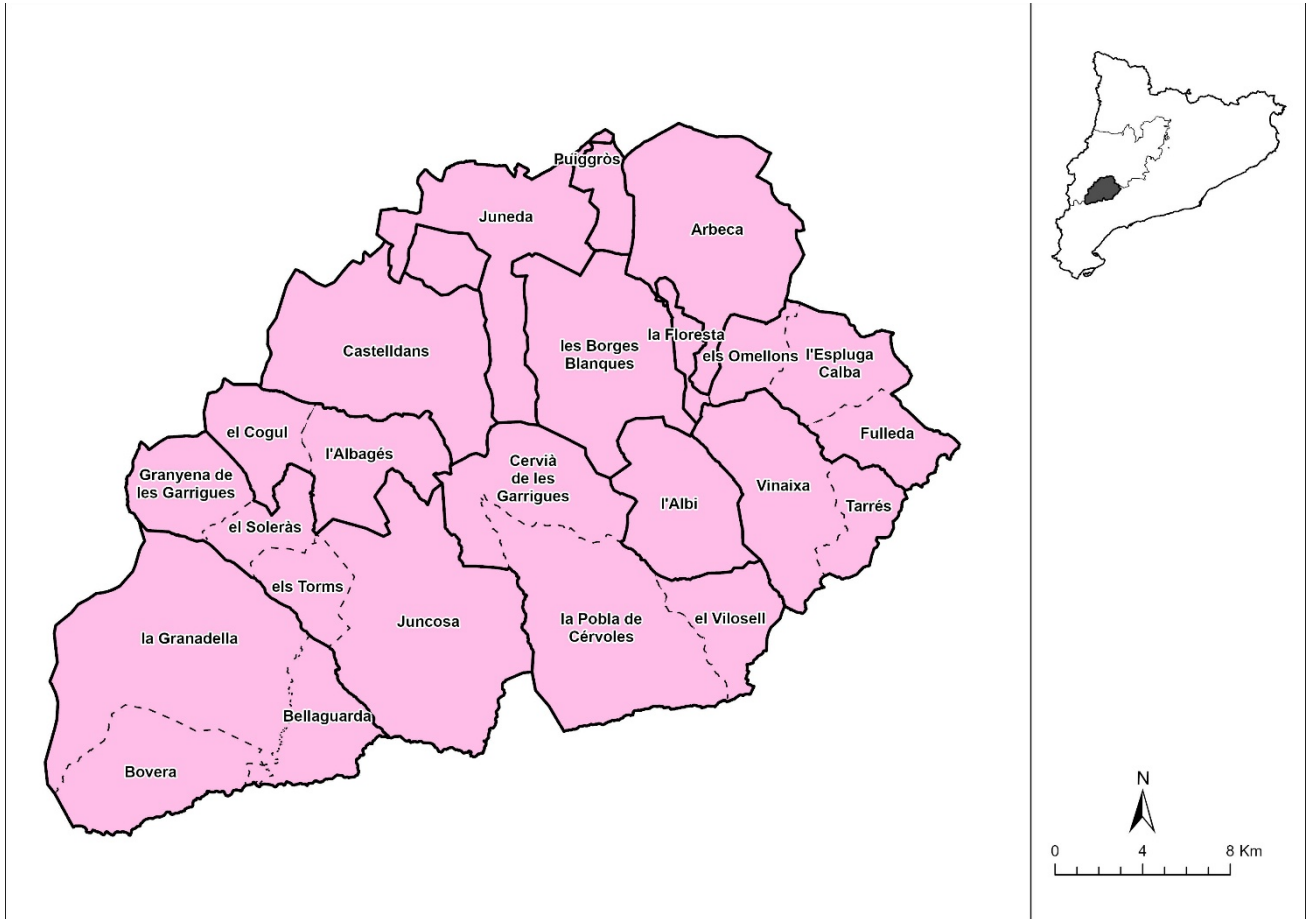 Puiggròs
Juneda
Arbeca
la Floresta
les Borges
Blanques
els Omellons
l'Espluga
Calba
Castelldans
el Cogul
Fulleda
l'Albagés
Cervià
de les
Garrigues
Granyena de
les Garrigues
Vinaixa
l'Albi
Tarrés
el Soleràs
els Torms
Juncosa
la Pobla de
Cérvoles
el Vilosell
la Granadella
Bellaguarda
Bovera
N
0 4 8 Km